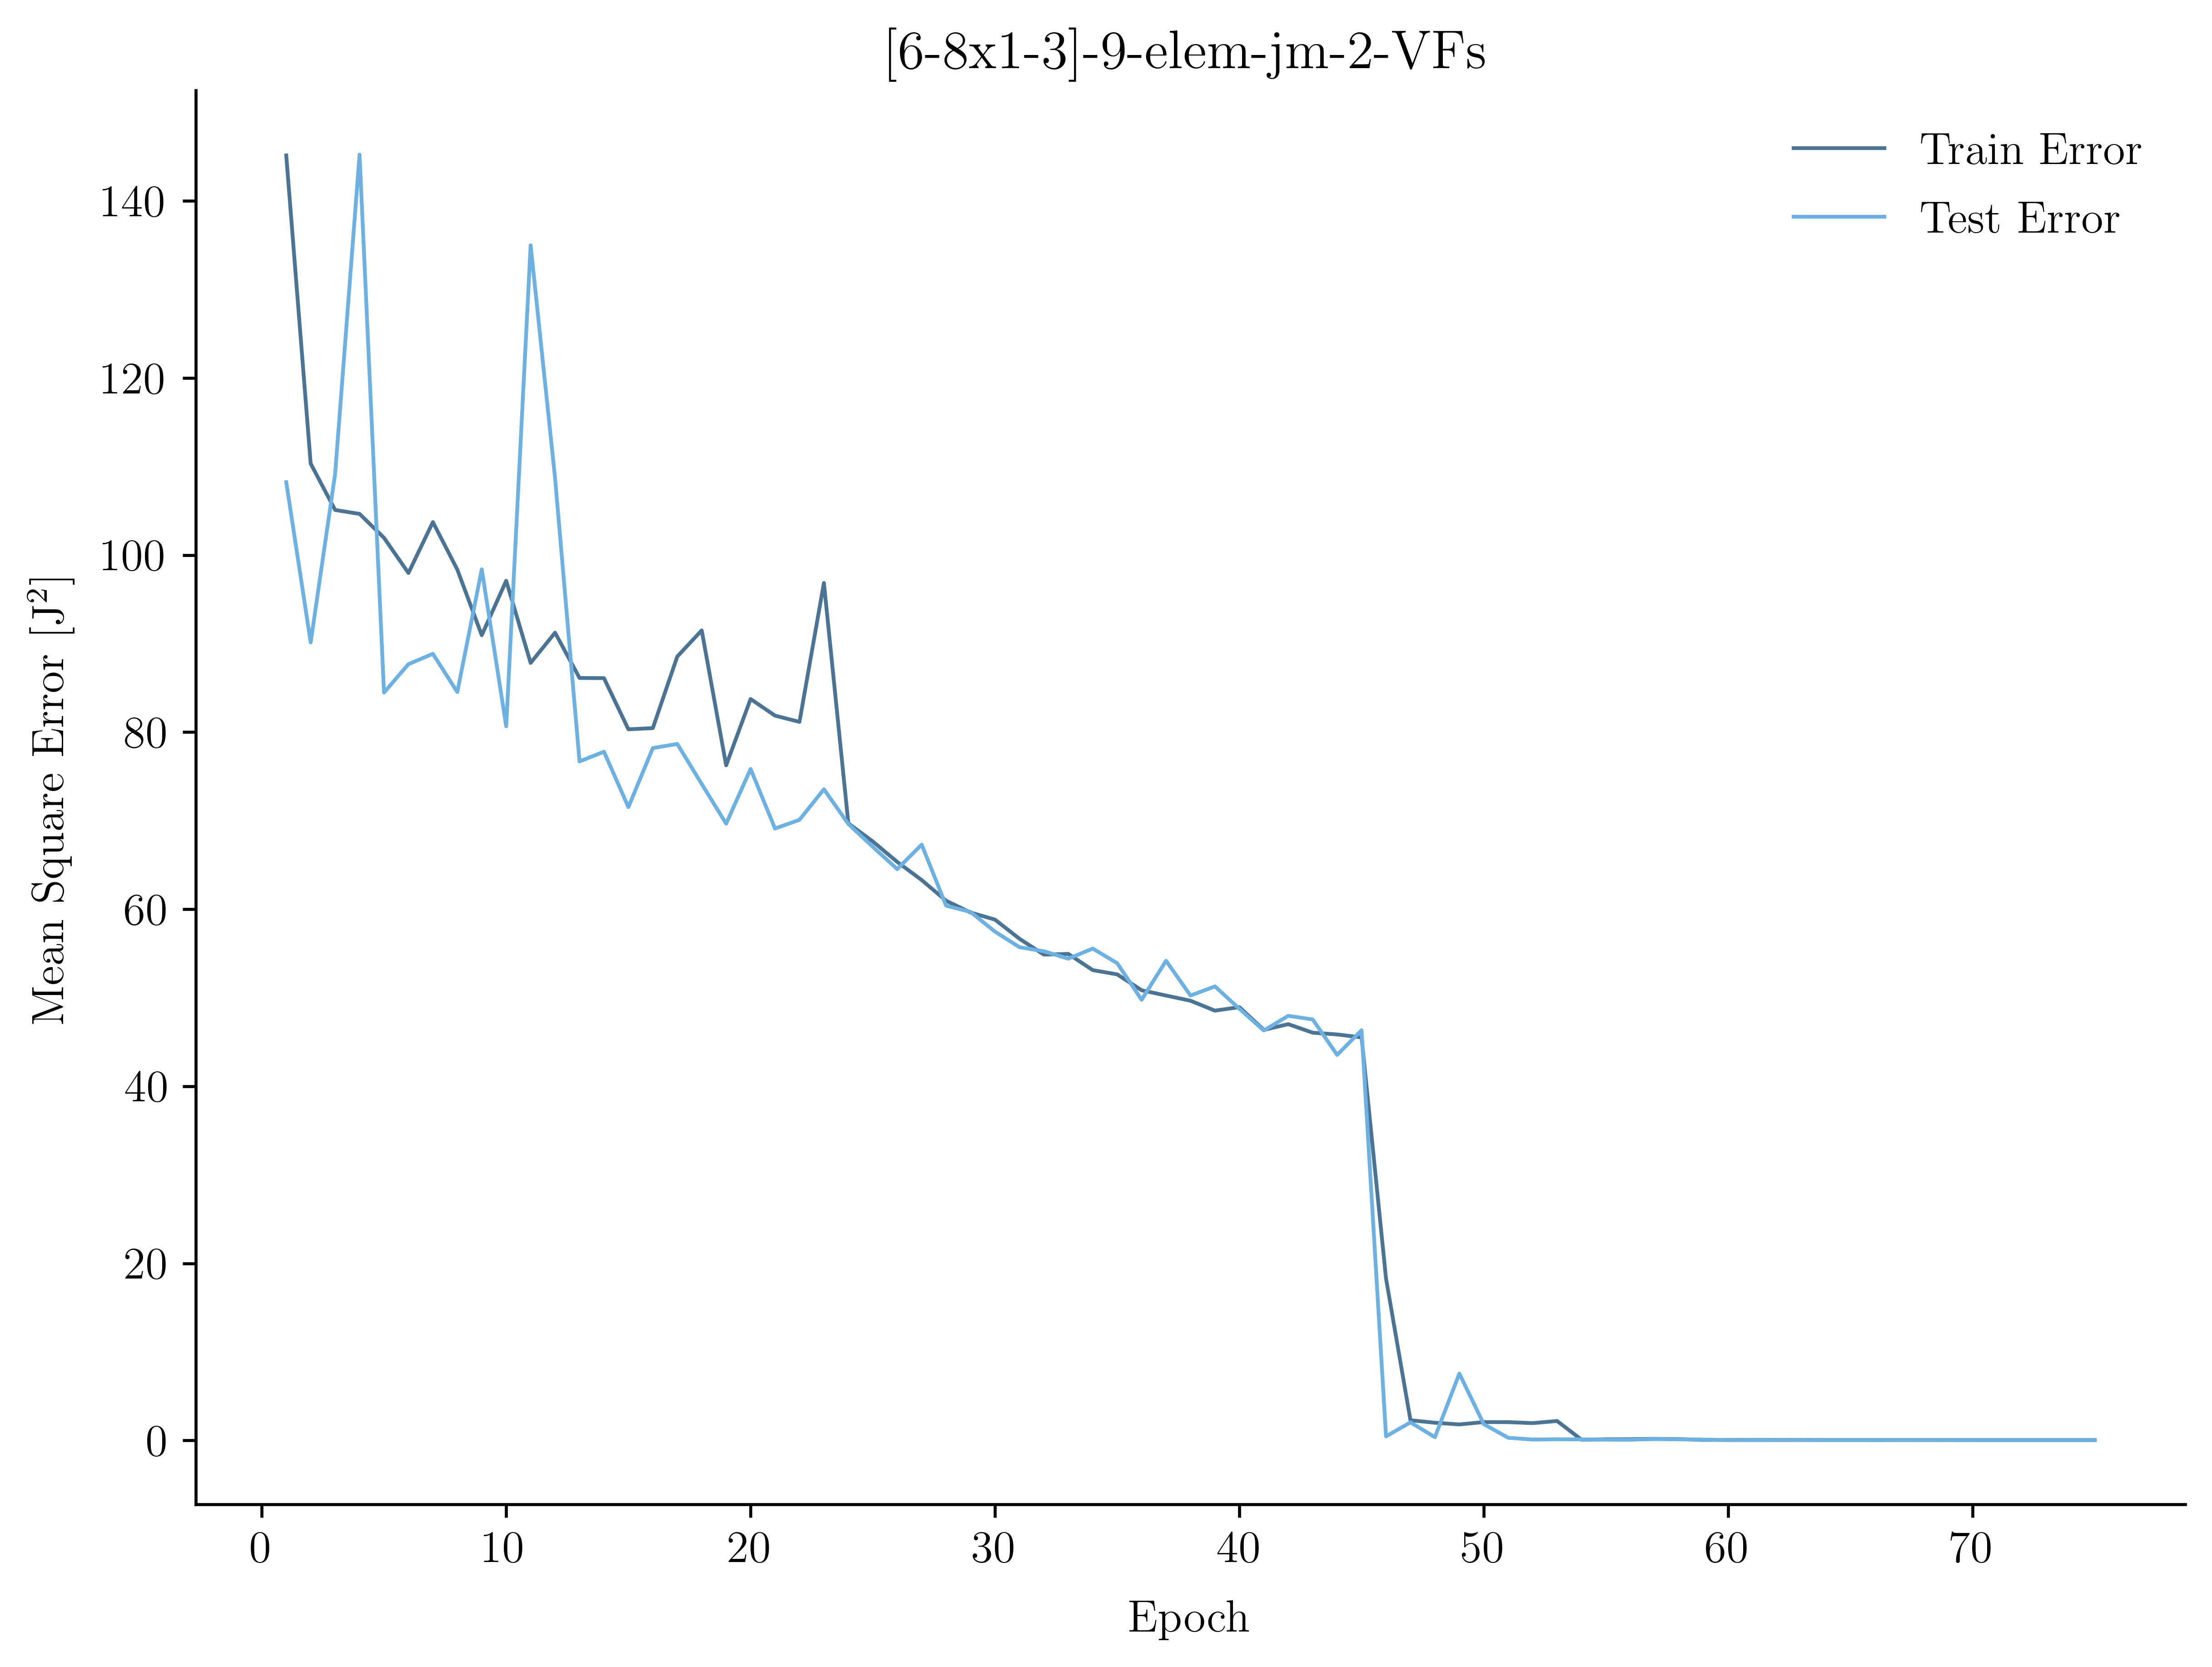 [6-8x1-3]-9-elem-jm-2-VFs
Train Error
Test Error
Mean Square Error [J²]
140
120
100
80
60
40
20
0
0 10 20 30 40 50 60 70
Epoch